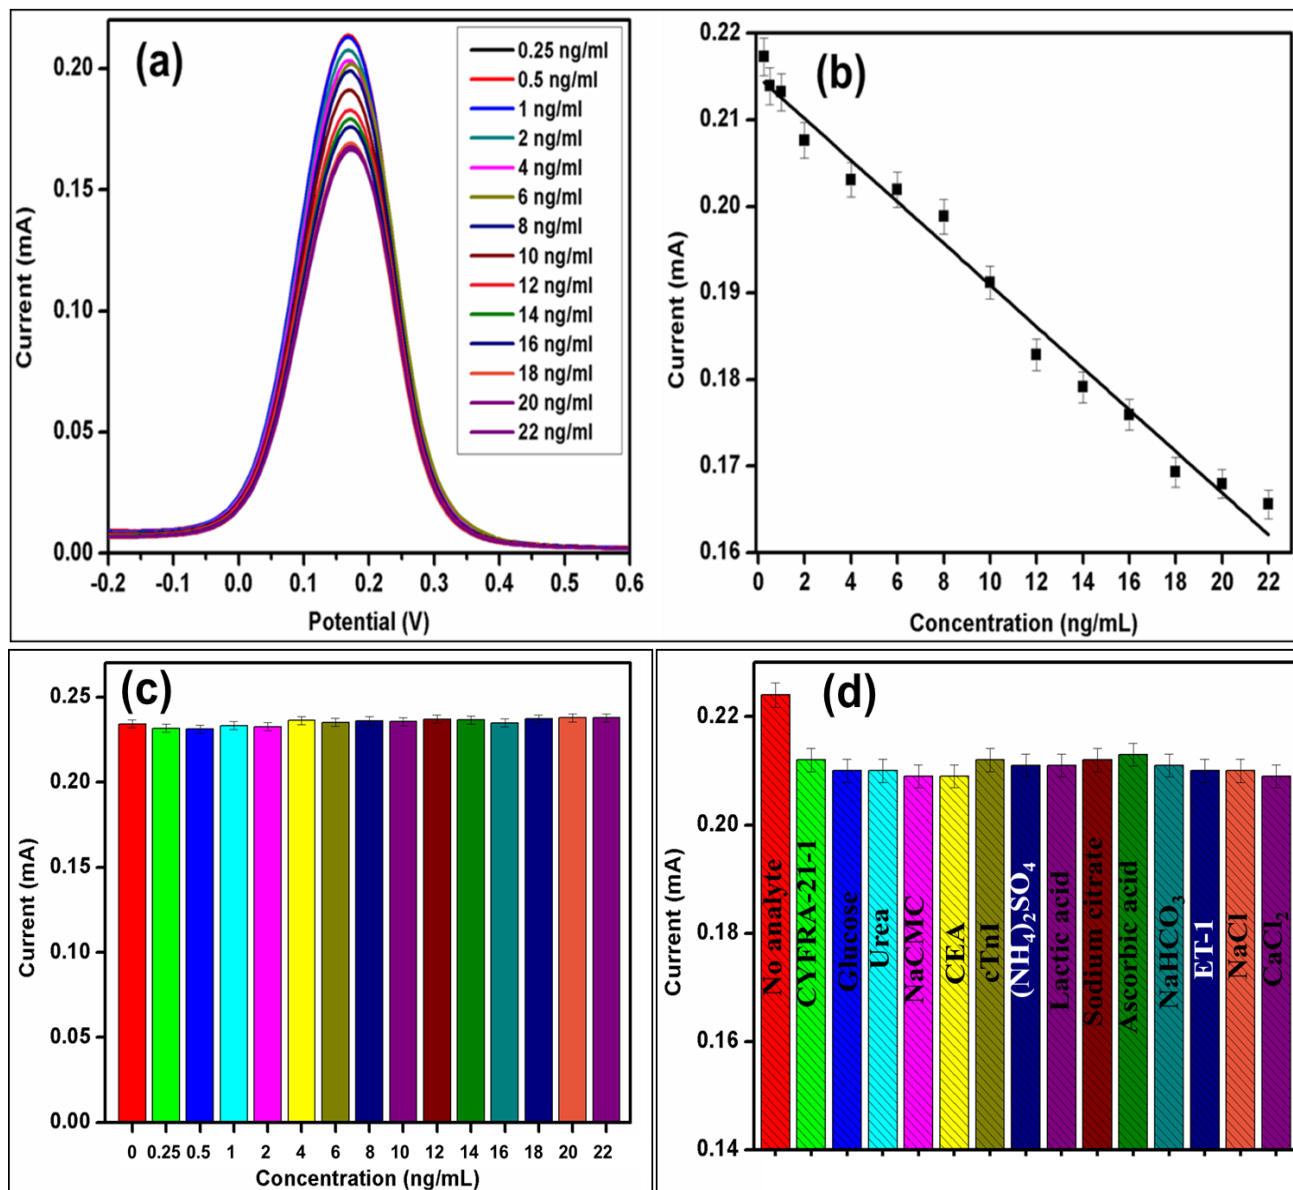 (a)
0.20
0.15
0.10
0.05
0.00
Current (mA)
-0.2 -0.1 0.0 0.1 0.2 0.3 0.4 0.5 0.6
Potential (V)
0.25 ng/ml
0.5 ng/ml
1 ng/ml
2 ng/ml
4 ng/ml
6 ng/ml
8 ng/ml
10 ng/ml
12 ng/ml
14 ng/ml
16 ng/ml
18 ng/ml
20 ng/ml
22 ng/ml
(b)
0.22
0.21
0.20
0.19
0.18
0.17
0.16
Current (mA)
0 2 4 6 8 10 12 14 16 18 20 22
Concentration (ng/mL)
(c)
0.25
0.20
0.15
0.10
0.05
0.00
Current (mA)
0 0.25 0.5 1 2 4 6 8 10 12 14 16 18 20 22
Concentration (ng/mL)
(d)
0.22
0.20
0.18
0.16
0.14
Current (mA)
No analyte
CYFRA-21-1
Glucose
Urea
NaCMC
CEA
cTnI
(NH₄)₂SO₄
Lactic acid
Sodium citrate
Ascorbic acid
NaHCO₃
ET-1
NaCl
CaCl₂